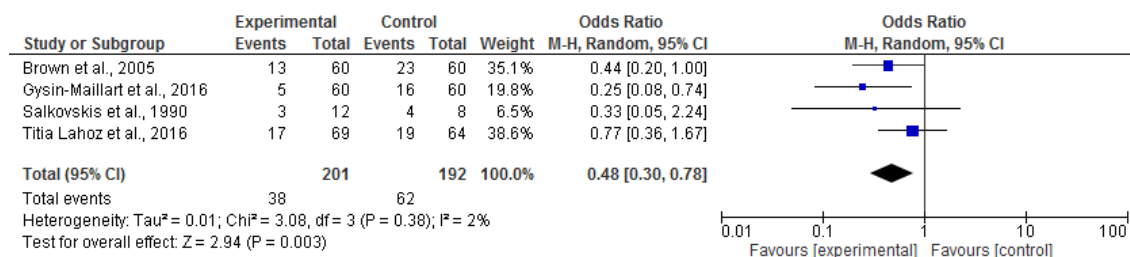 Experimental Control Odds Ratio Odds Ratio
Study or Subgroup Events Total Events Total Weight M-H, Random, 95% CI M-H, Random, 95% CI
Brown et al., 2005 13 60 23 60 35.1% 0.44 [0.20, 1.00]
Gysin-Maillart et al., 2016 5 60 16 60 19.8% 0.25 [0.08, 0.74]
Salkovskis et al., 1990 3 12 4 8 6.5% 0.33 [0.05, 2.24]
Titia Lahoz et al., 2016 17 69 19 64 38.6% 0.77 [0.36, 1.67]
Total (95% CI) 201 192 100.0% 0.48 [0.30, 0.78]
Total events 38 62
Heterogeneity: Tau² = 0.01; Chi² = 3.08, df = 3 (P = 0.38); I² = 2%
Test for overall effect: Z = 2.94 (P = 0.003)
0.01 0.1 1 10 100
Favours [experimental] Favours [control]